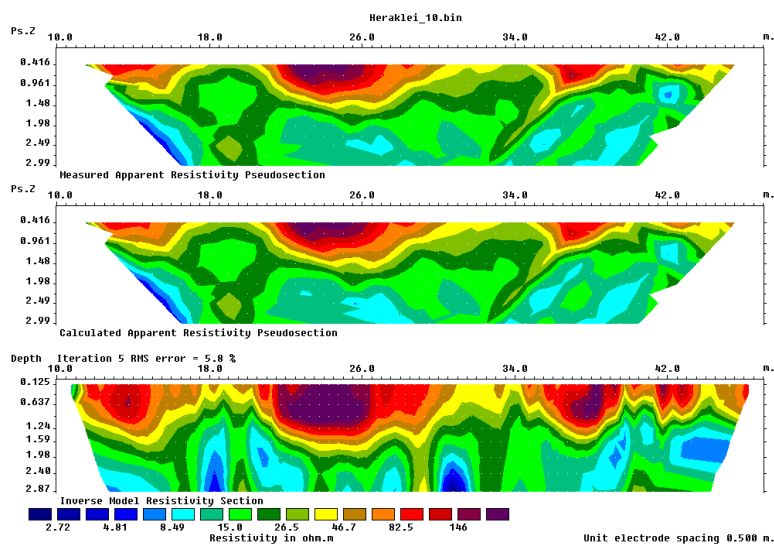 Heraklei_10.bin
Ps.Z 10.0 18.0 26.0 34.0 42.0 m.
0.416
0.961
1.48
1.98
2.49
2.99
Measured Apparent Resistivity Pseudosection
Ps.Z 10.0 18.0 26.0 34.0 42.0 m.
0.416
0.961
1.48
1.98
2.49
2.99
Calculated Apparent Resistivity Pseudosection
Depth Iteration 5 RMS error = 5.8 %
10.0 18.0 26.0 34.0 42.0 m.
0.125
0.637
1.24
1.59
1.98
2.40
2.87
Inverse Model Resistivity Section
2.72 4.81 8.49 15.0 26.5 46.7 82.5 146
Resistivity in ohm.m Unit electrode spacing 0.500 m.